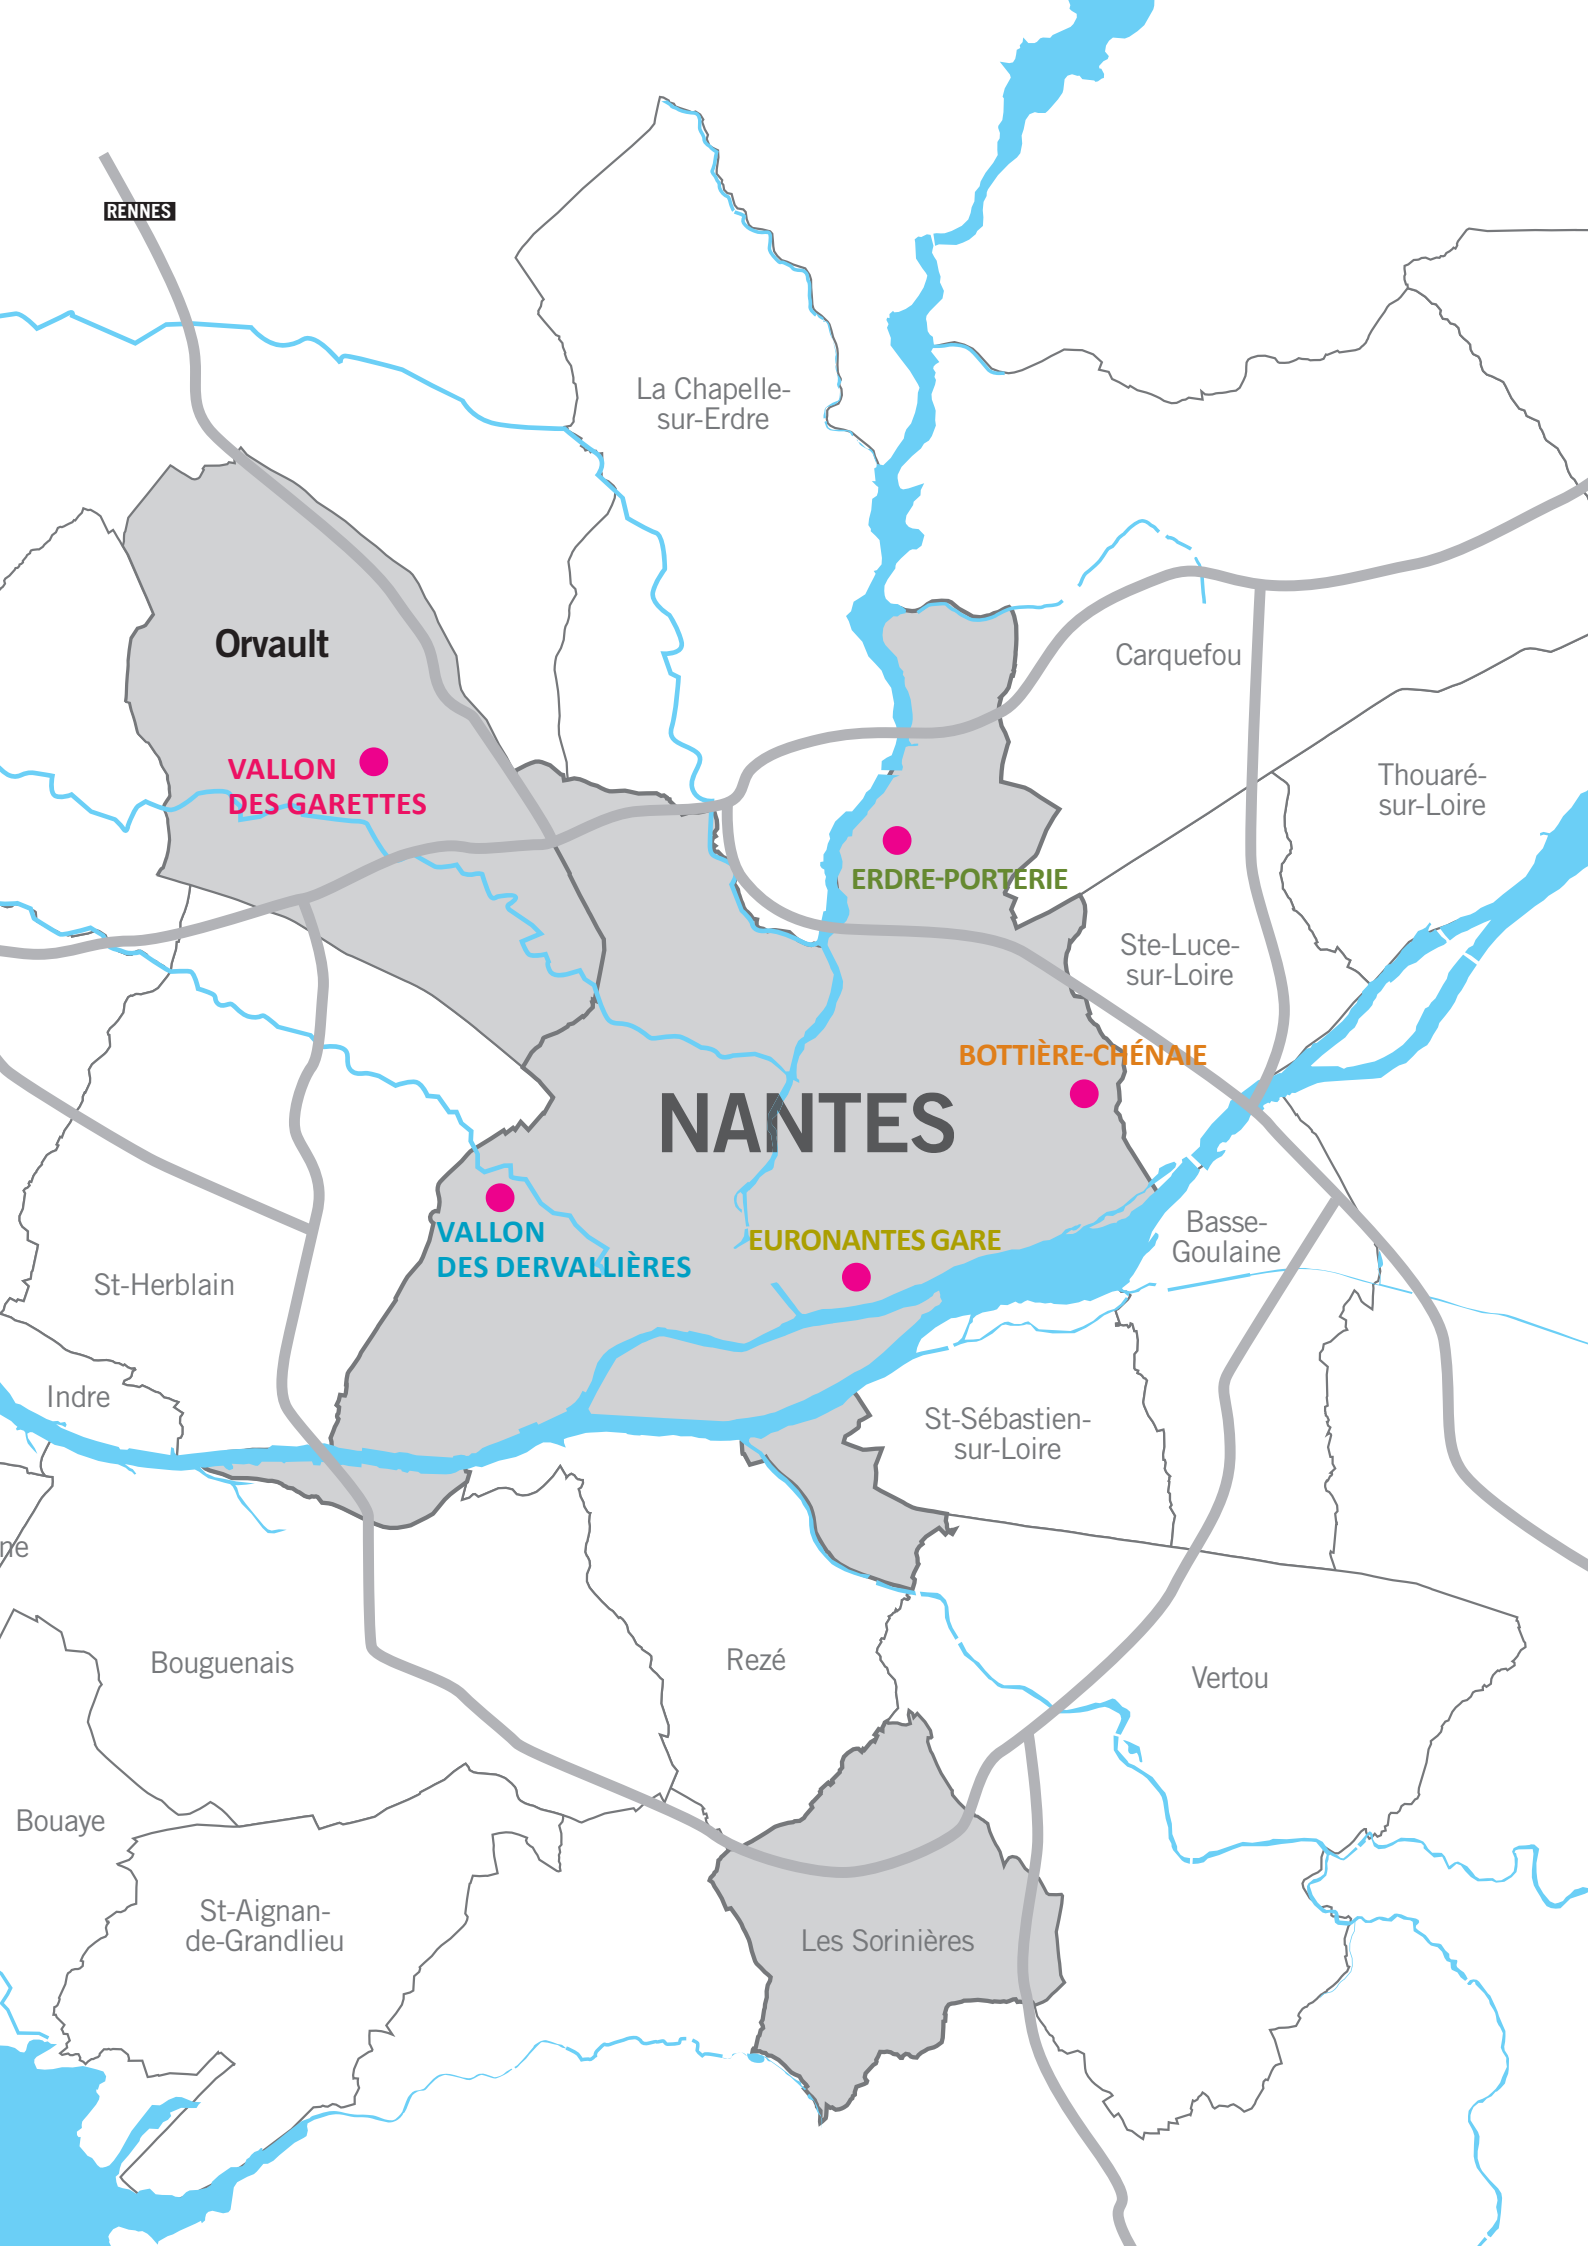 RENNES
La Chapelle-
sur-Erdre
Orvault
Carquefou
VALLON
DES GARETTES
Thouaré-
sur-Loire
ERDRE-PORTERIE
Ste-Luce-
sur-Loire
BOTTIÈRE-CHÉNAIE
NANTES
VALLON
DES DERVALLIÈRES
EURONANTES GARE
Basse-
Goulaine
St-Herblain
Indre
St-Sébastien-
sur-Loire
ne
Bouguenais
Rezé
Vertou
Bouaye
St-Aignan-
de-Grandlieu
Les Sorinières